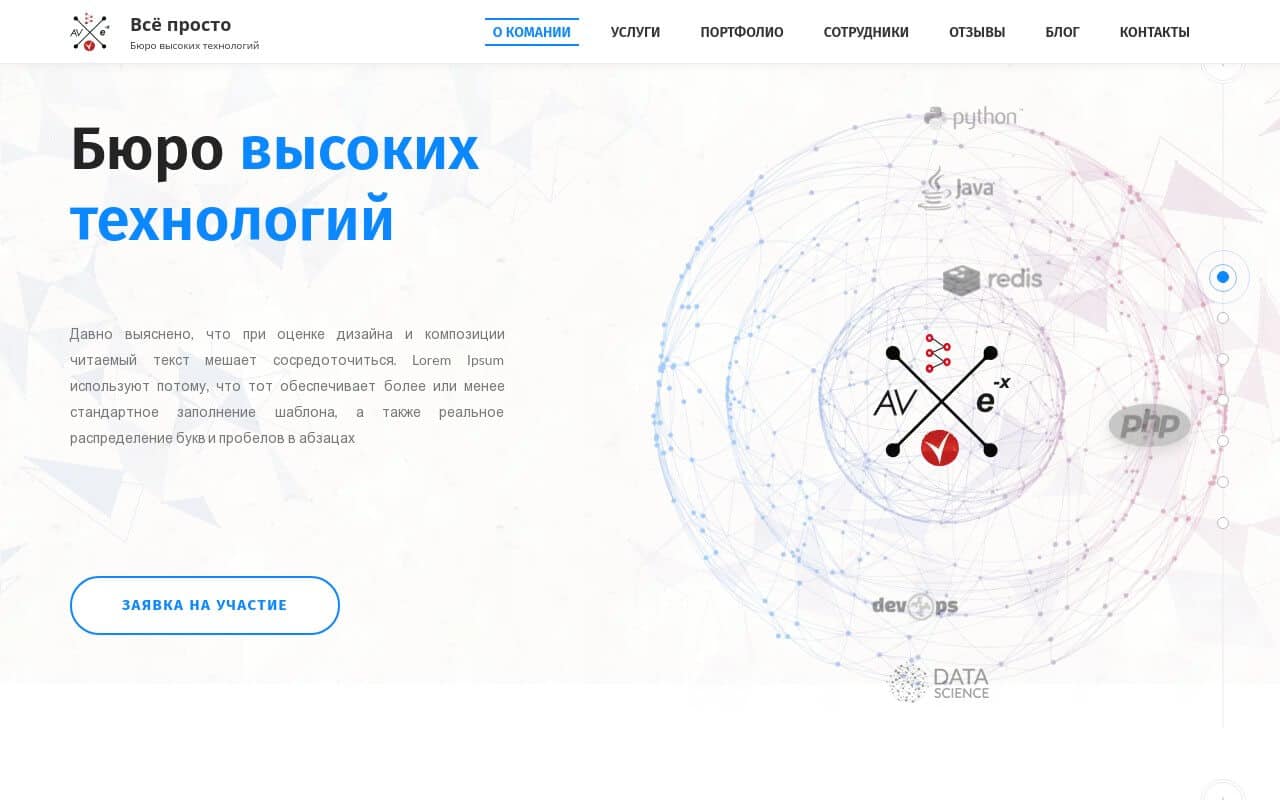 AV e-x
Всё просто
Бюро высоких технологий
О КОМАНИИ
УСЛУГИ
ПОРТФОЛИО
СОТРУДНИКИ
ОТЗЫВЫ
БЛОГ
КОНТАКТЫ
Бюро высоких
технологий
Давно выяснено, что при оценке дизайна и композиции
читаемый текст мешает сосредоточиться. Lorem Ipsum
используют потому, что тот обеспечивает более или менее
стандартное заполнение шаблона, а также реальное
распределение букв и пробелов в абзацах
ЗАЯВКА НА УЧАСТИЕ
python™
Java
redis
AV e-x
php
devops
DATA
SCIENCE